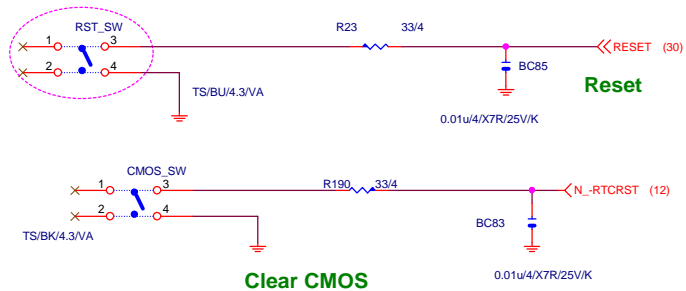 RST_SW
R23 33/4
1 3
RESET (30)
2 4
BC85
Reset
TS/BU/4.3/VA
0.01u/4/X7R/25V/K
CMOS_SW
1 3
R190 33/4
N_-RTCRST (12)
2 4
BC83
TS/BK/4.3/VA
0.01u/4/X7R/25V/K
Clear CMOS